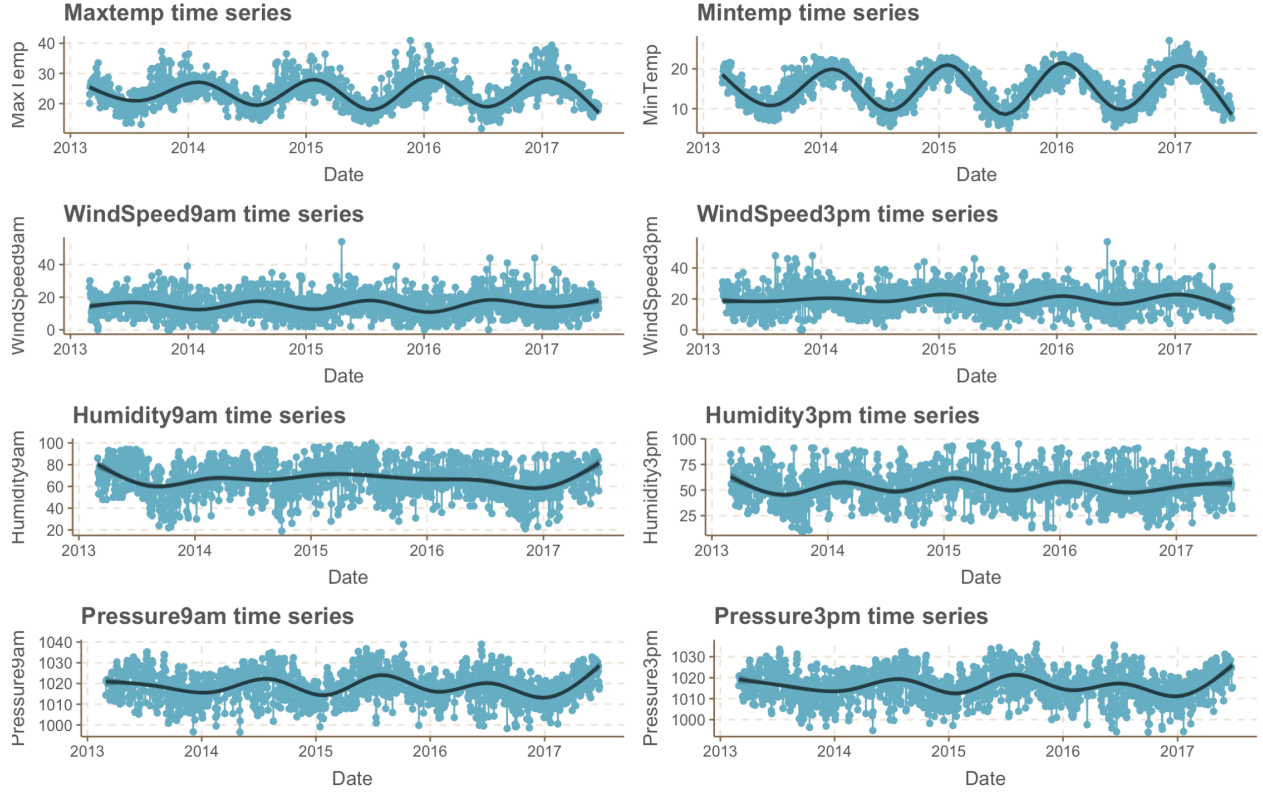 Maxtemp time series
MaxTemp
40
30
20
2013 2014 2015 2016 2017
Date
Mintemp time series
MinTemp
20
10
2013 2014 2015 2016 2017
Date
WindSpeed9am time series
WindSpeed9am
40
20
0
2013 2014 2015 2016 2017
Date
WindSpeed3pm time series
WindSpeed3pm
40
20
0
2013 2014 2015 2016 2017
Date
Humidity9am time series
Humidity9am
100
80
60
40
20
2013 2014 2015 2016 2017
Date
Humidity3pm time series
Humidity3pm
100
75
50
25
2013 2014 2015 2016 2017
Date
Pressure9am time series
Pressure9am
1040
1030
1020
1010
1000
2013 2014 2015 2016 2017
Date
Pressure3pm time series
Pressure3pm
1030
1020
1010
1000
2013 2014 2015 2016 2017
Date